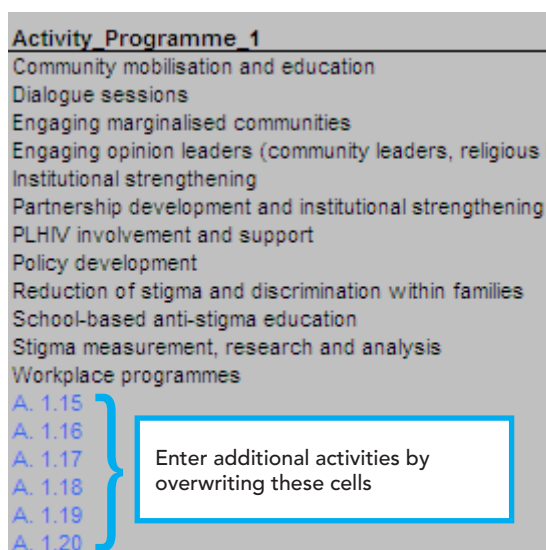 Activity_Programme_1
Community mobilisation and education
Dialogue sessions
Engaging marginalised communities
Engaging opinion leaders (community leaders, religious
Institutional strengthening
Partnership development and institutional strengthening
PLHIV involvement and support
Policy development
Reduction of stigma and discrimination within families
School-based anti-stigma education
Stigma measurement, research and analysis
Workplace programmes
A. 1.15
A. 1.16
A. 1.17
A. 1.18
A. 1.19
A. 1.20
Enter additional activities by
overwriting these cells